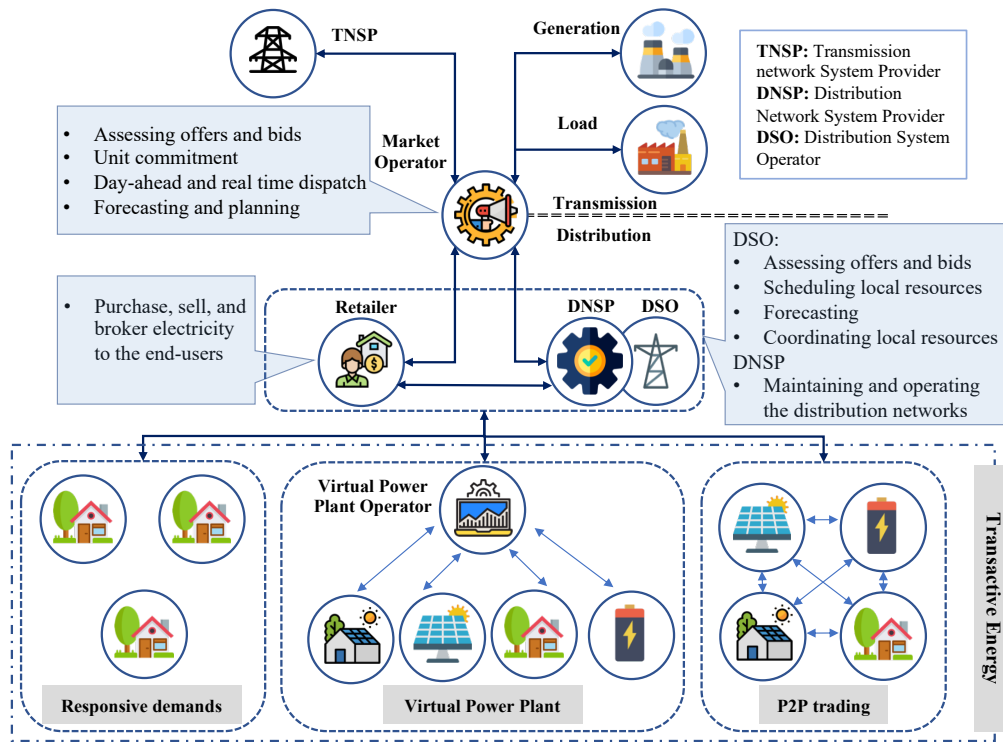 TNSP
Generation
TNSP: Transmission
network System Provider
DNSP: Distribution
Network System Provider
DSO: Distribution System
Operator
• Assessing offers and bids
• Unit commitment
• Day-ahead and real time dispatch
• Forecasting and planning
Market
Operator
Load
Transmission
Distribution
• Purchase, sell, and
broker electricity
to the end-users
Retailer
DNSP
DSO
DSO:
• Assessing offers and bids
• Scheduling local resources
• Forecasting
• Coordinating local resources
DNSP
• Maintaining and operating
the distribution networks
Virtual Power
Plant Operator
Responsive demands
Virtual Power Plant
P2P trading
Transactive Energy